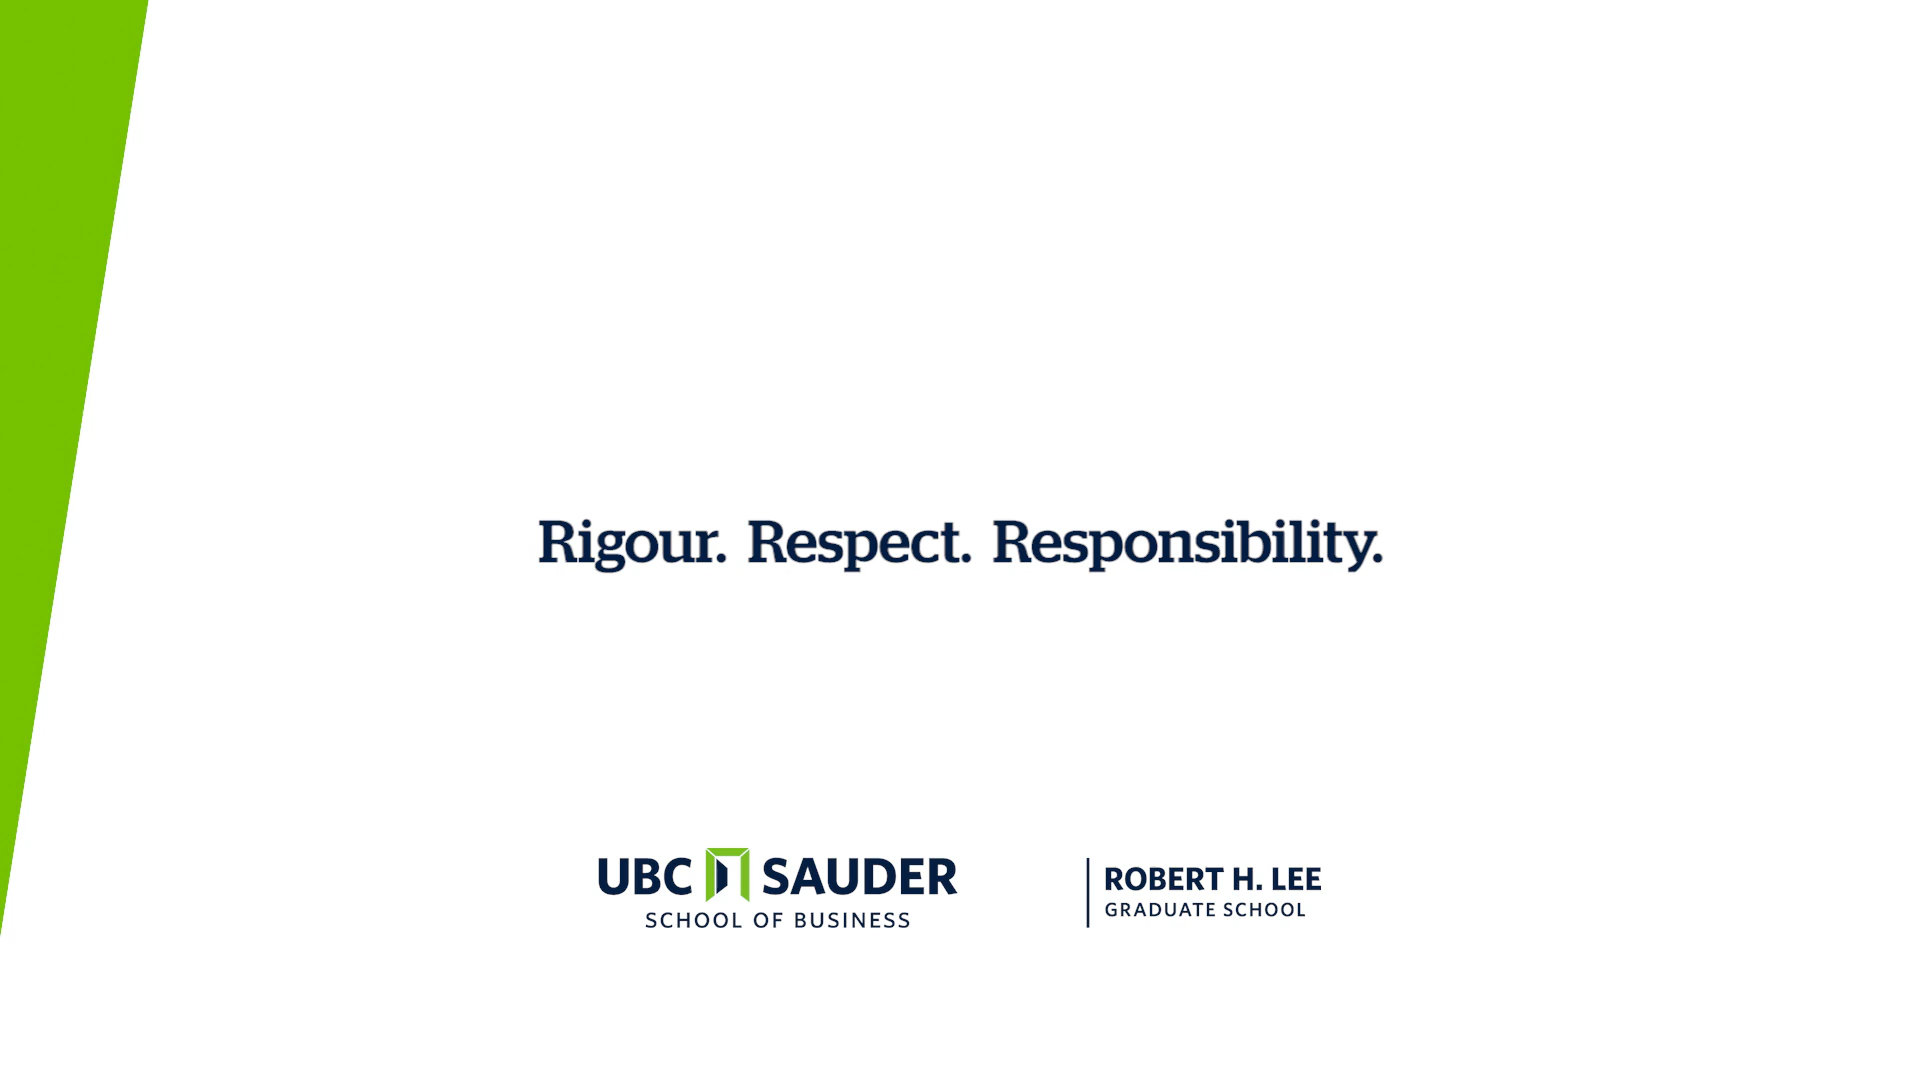 Rigour. Respect. Responsibility.
UBC SAUDER
SCHOOL OF BUSINESS
ROBERT H. LEE
GRADUATE SCHOOL